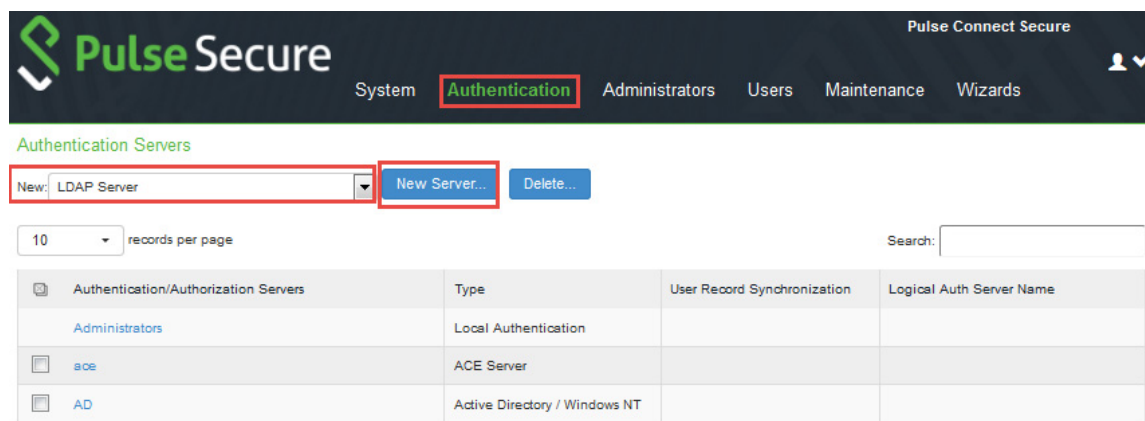 Pulse Connect Secure
Pulse Secure
System Authentication Administrators Users Maintenance Wizards
Authentication Servers
New: LDAP Server New Server... Delete...
10 records per page Search:
Authentication/Authorization Servers Type User Record Synchronization Logical Auth Server Name
Administrators Local Authentication
ace ACE Server
AD Active Directory / Windows NT